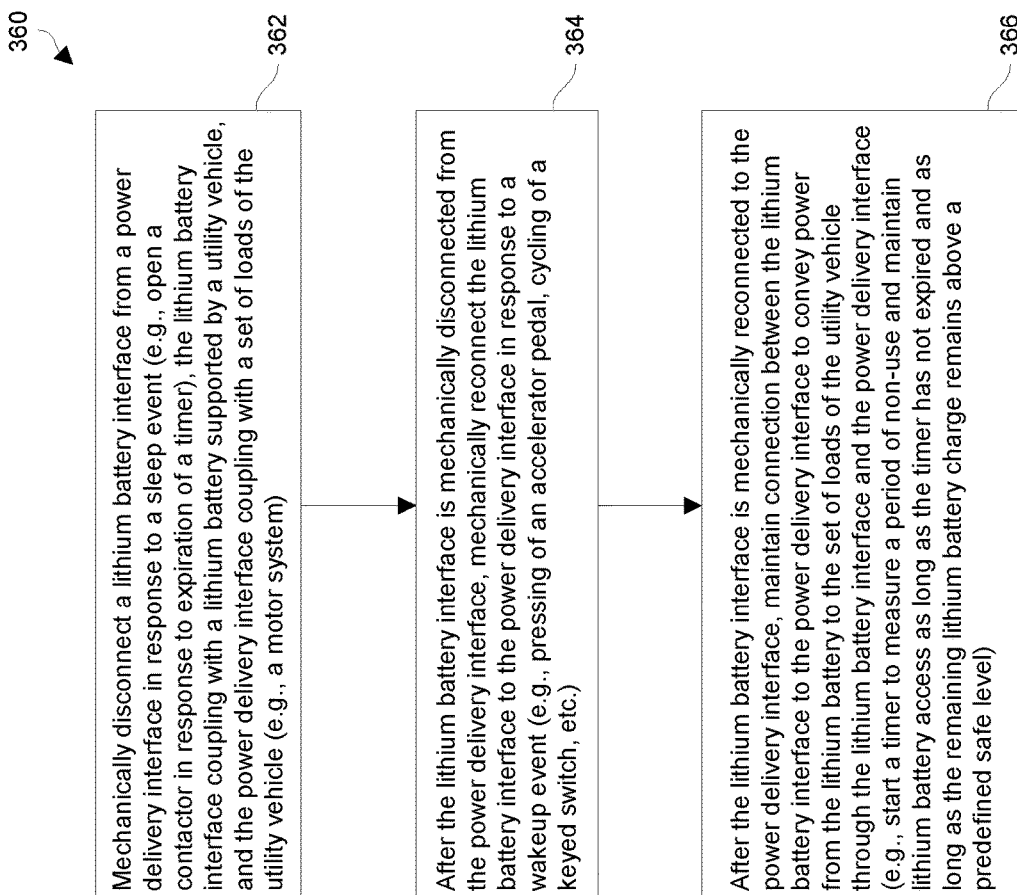 360
362
Mechanically disconnect a lithium battery interface from a power
delivery interface in response to a sleep event (e.g., open a
contactor in response to expiration of a timer), the lithium battery
interface coupling with a lithium battery supported by a utility vehicle,
and the power delivery interface coupling with a set of loads of the
utility vehicle (e.g., a motor system)
364
After the lithium battery interface is mechanically disconnected from
the power delivery interface, mechanically reconnect the lithium
battery interface to the power delivery interface in response to a
wakeup event (e.g., pressing of an accelerator pedal, cycling of a
keyed switch, etc.)
366
After the lithium battery interface is mechanically reconnected to the
power delivery interface, maintain connection between the lithium
battery interface to the power delivery interface to convey power
from the lithium battery to the set of loads of the utility vehicle
through the lithium battery interface and the power delivery interface
(e.g., start a timer to measure a period of non-use and maintain
lithium battery access as long as the timer has not expired and as
long as the remaining lithium battery charge remains above a
predefined safe level)